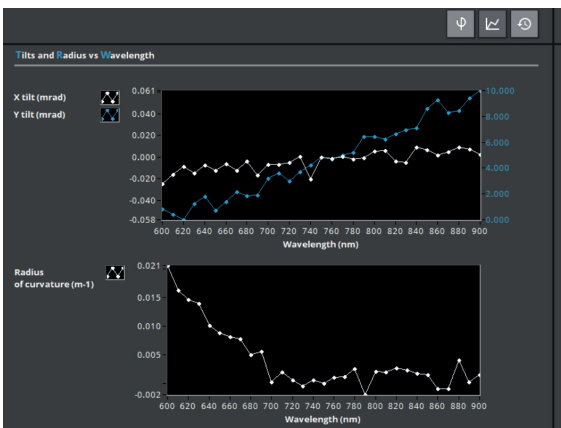 Tilts and Radius vs Wavelength
X tilt (mrad)
Y tilt (mrad)
0.061
0.040
0.020
0.000
-0.020
-0.040
-0.058
10.000
8.000
6.000
4.000
2.000
0.000
600 620 640 660 680 700 720 740 760 780 800 820 840 860 880 900
Wavelength (nm)
Radius
of curvature (m-1)
0.021
0.015
0.010
0.005
-0.002
600 620 640 660 680 700 720 740 760 780 800 820 840 860 880 900
Wavelength (nm)